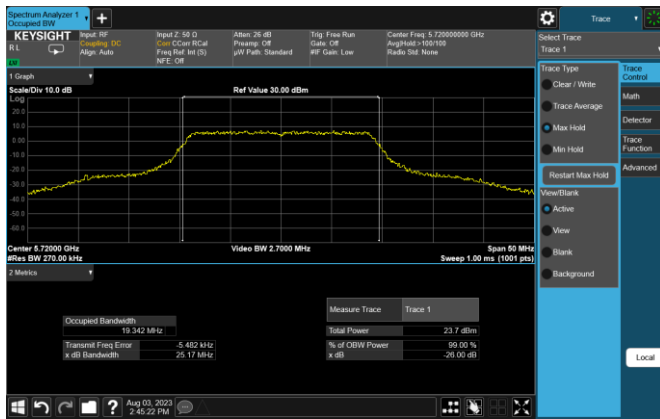 Spectrum Analyzer 1
Occupied BW
+
Trace
KEYSIGHT
R L
LXI
Input: RF
Coupling: DC
Align: Auto
Input Z: 50 Ω
Corr CCorr RCal
Freq Ref: Int (S)
NFE: Off
Atten: 26 dB
Preamp: Off
µW Path: Standard
Trig: Free Run
Gate: Off
#IF Gain: Low
Center Freq: 5.720000000 GHz
Avg|Hold:>100/100
Radio Std: None
Select Trace
Trace 1
1 Graph
Scale/Div 10.0 dB
Ref Value 30.00 dBm
Log
20.0
10.0
0.00
-10.0
-20.0
-30.0
-40.0
-50.0
-60.0
Center 5.72000 GHz
#Res BW 270.00 kHz
Video BW 2.7000 MHz
Span 50 MHz
Sweep 1.00 ms (1001 pts)
2 Metrics
Occupied Bandwidth
19.342 MHz
Transmit Freq Error -5.482 kHz
x dB Bandwidth 25.17 MHz
Measure Trace Trace 1
Total Power 23.7 dBm
% of OBW Power 99.00 %
x dB -26.00 dB
Trace Type
Clear / Write
Trace Average
Max Hold
Min Hold
Restart Max Hold
View/Blank
Active
View
Blank
Background
Trace
Control
Math
Detector
Trace
Function
Advanced
Local
?
Aug 03, 2023
2:45:22 PM